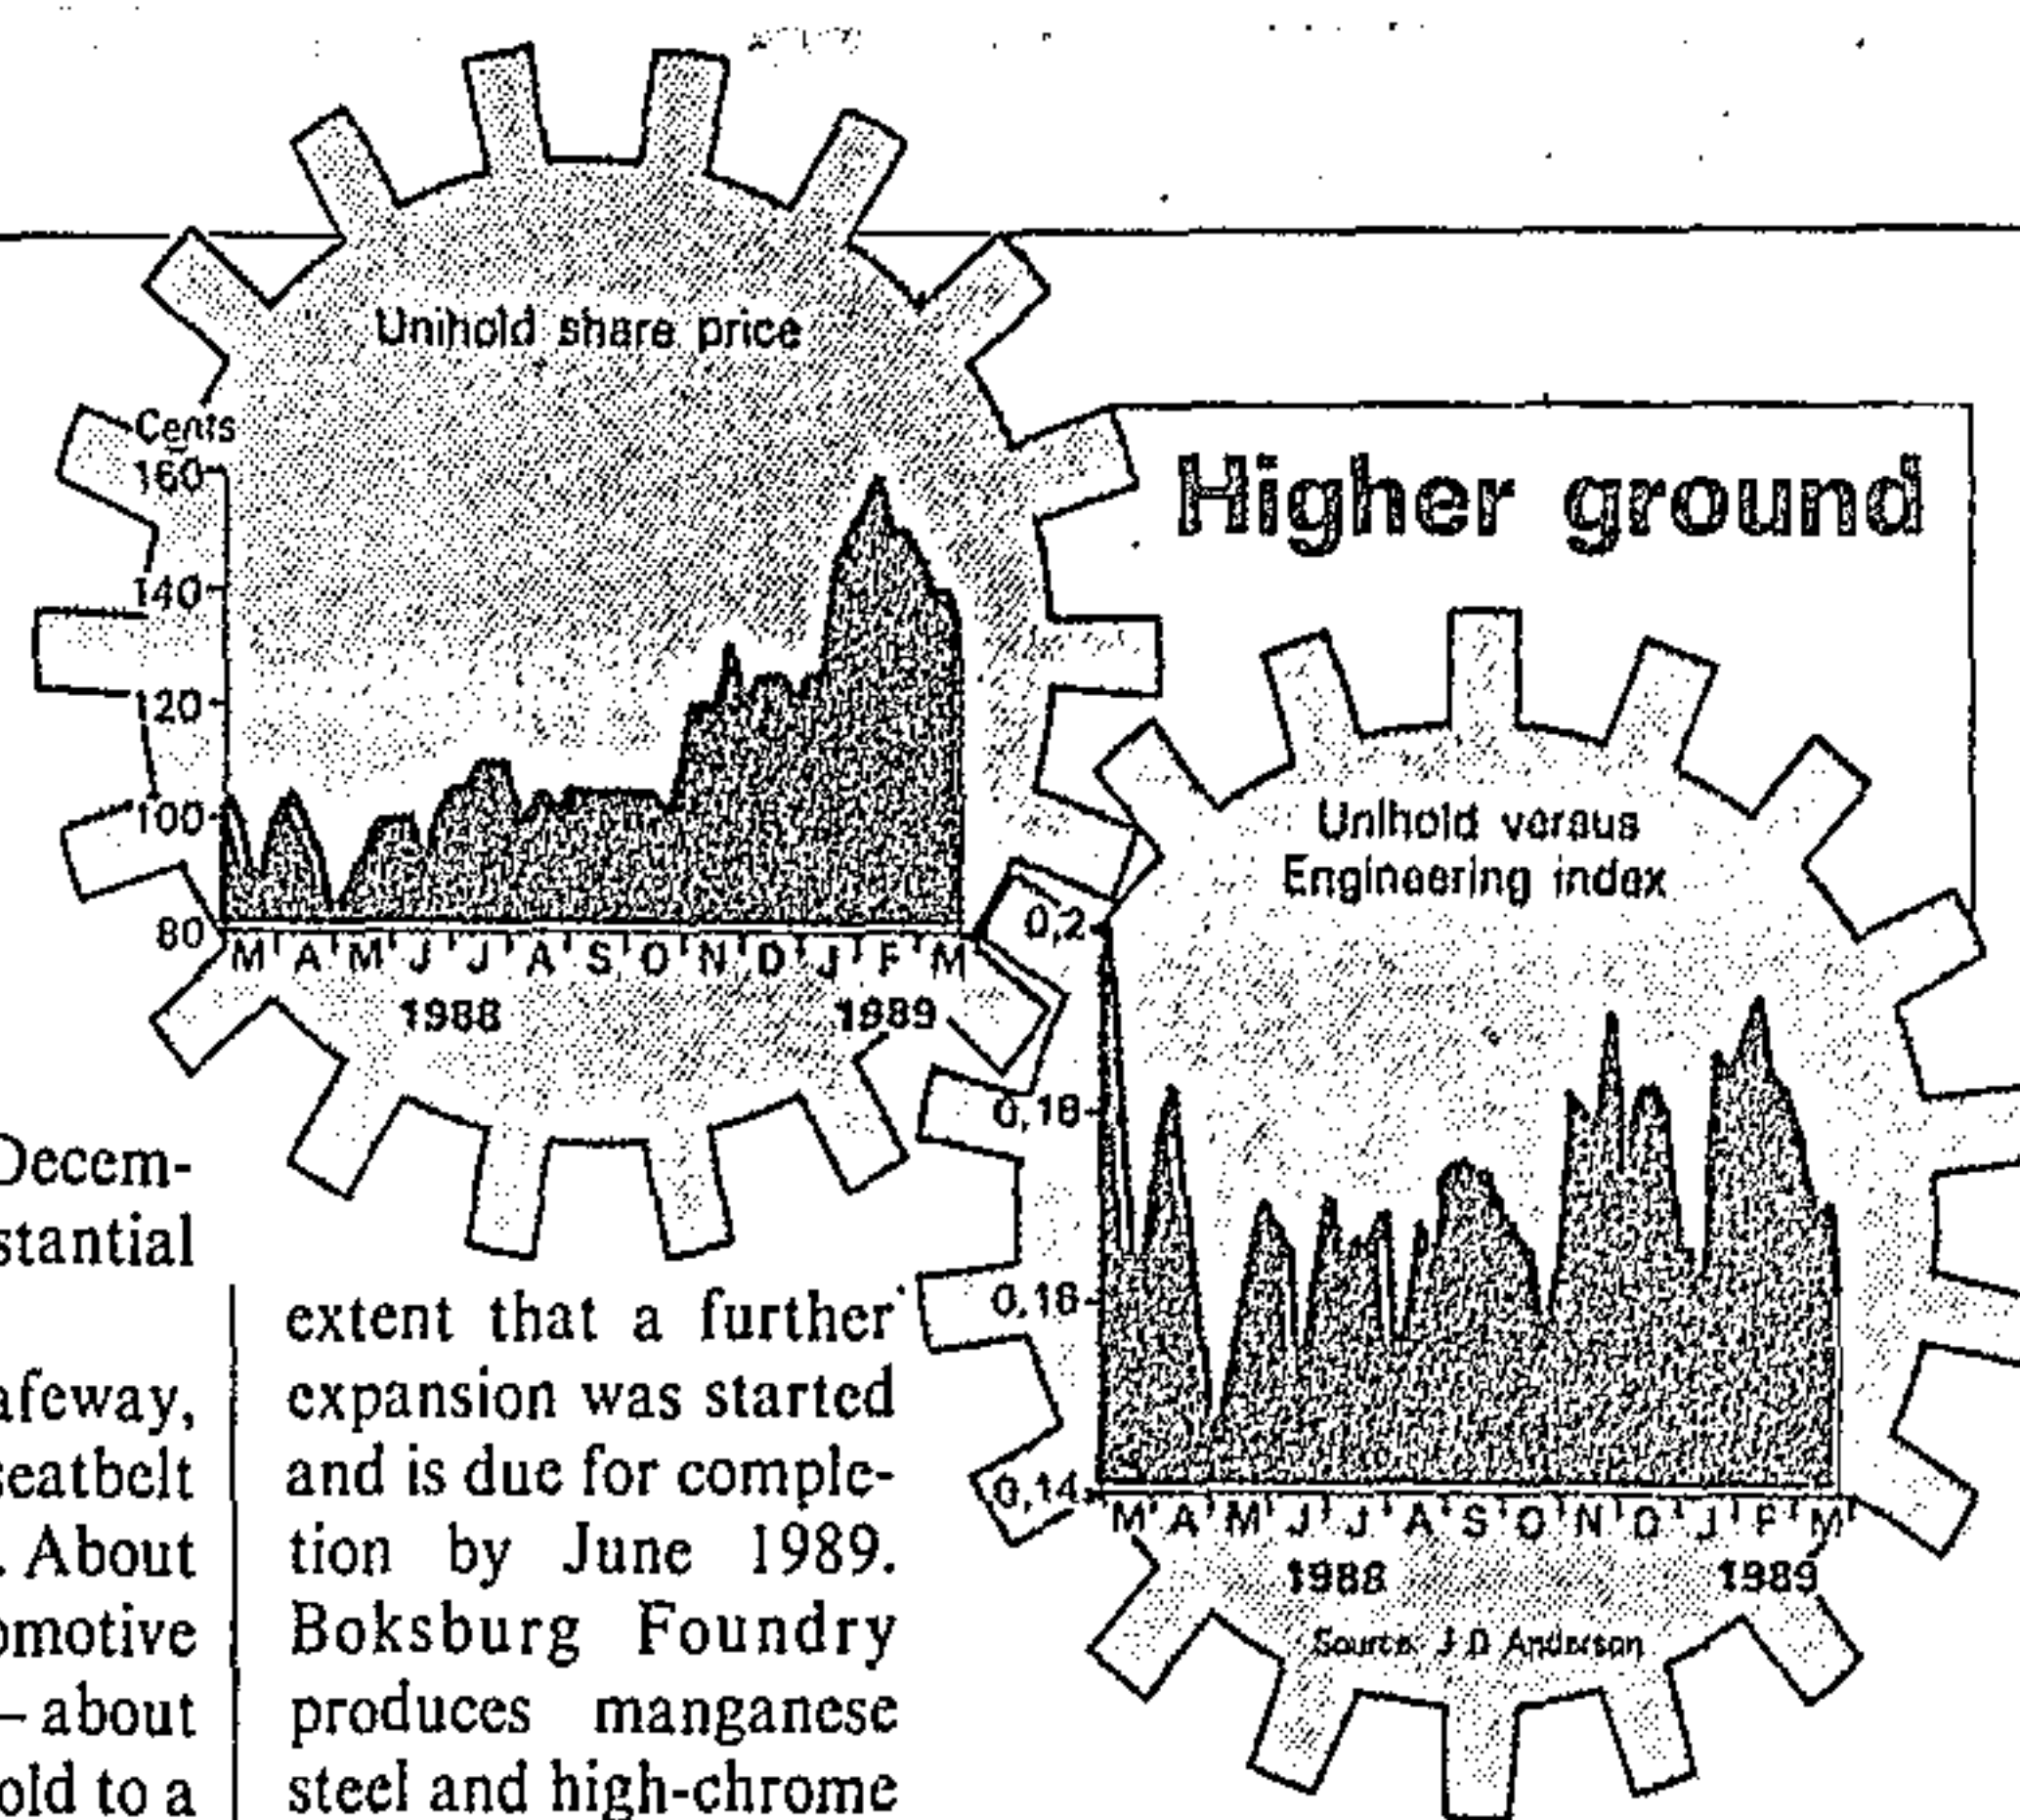 Unihold share price
Cents
160
140
120
100
80
M A M J J A S O N D J F M
1988 1989
Higher ground
Unihold versus
Engineering index
0,2
0,18
0,16
0,14
M A M J J A S O N D J F M
1988 1989
Source: J D Anderson
Decem-
stantial
afeway,
seatbelt
. About
omotive
– about
old to a
extent that a further
expansion was started
and is due for comple-
tion by June 1989.
Boksburg Foundry
produces manganese
steel and high-chrome